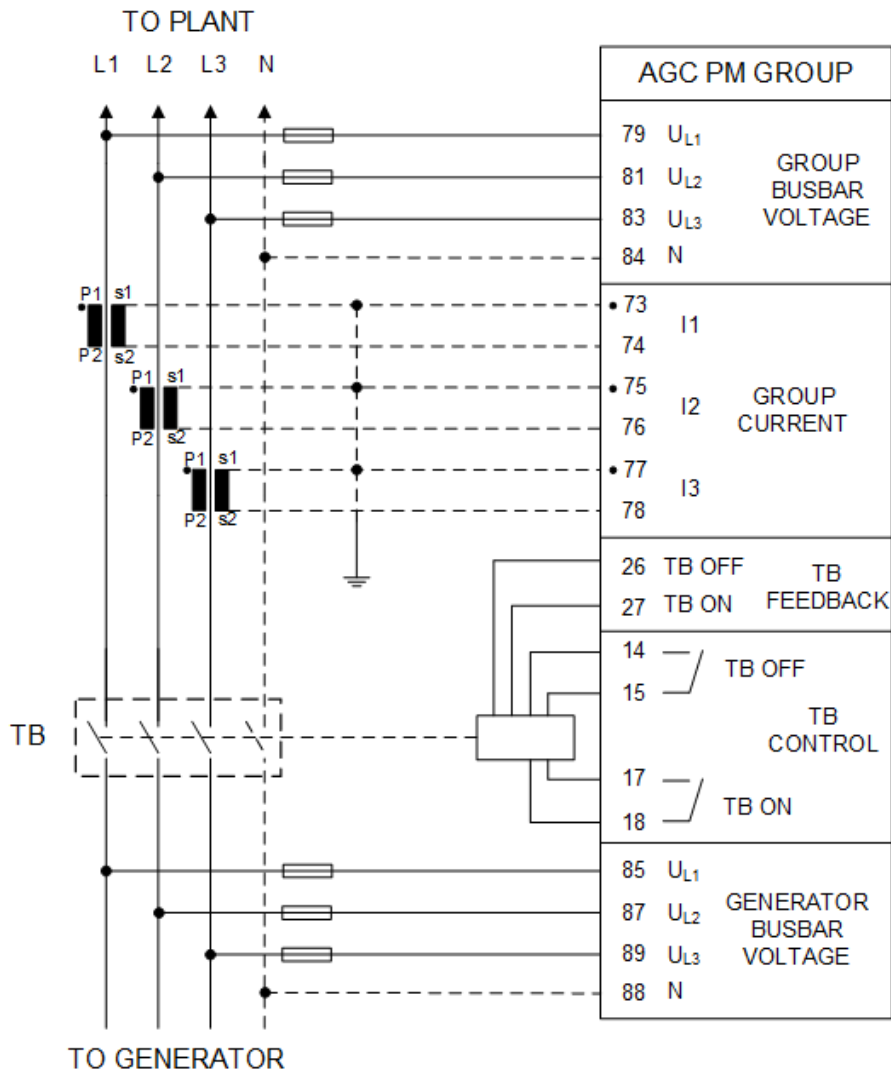 TO PLANT
L1 L2 L3 N
AGC PM GROUP
79 UL1
81 UL2
83 UL3
84 N
GROUP
BUSBAR
VOLTAGE
P1 s1
P2 s2
P1 s1
P2 s2
P1 s1
P2 s2
73
74
I1
75
76
I2
77
78
I3
GROUP
CURRENT
26 TB OFF
27 TB ON
TB
FEEDBACK
14
15
TB OFF
TB
CONTROL
17
18
TB ON
TB
85 UL1
87 UL2
89 UL3
88 N
GENERATOR
BUSBAR
VOLTAGE
TO GENERATOR